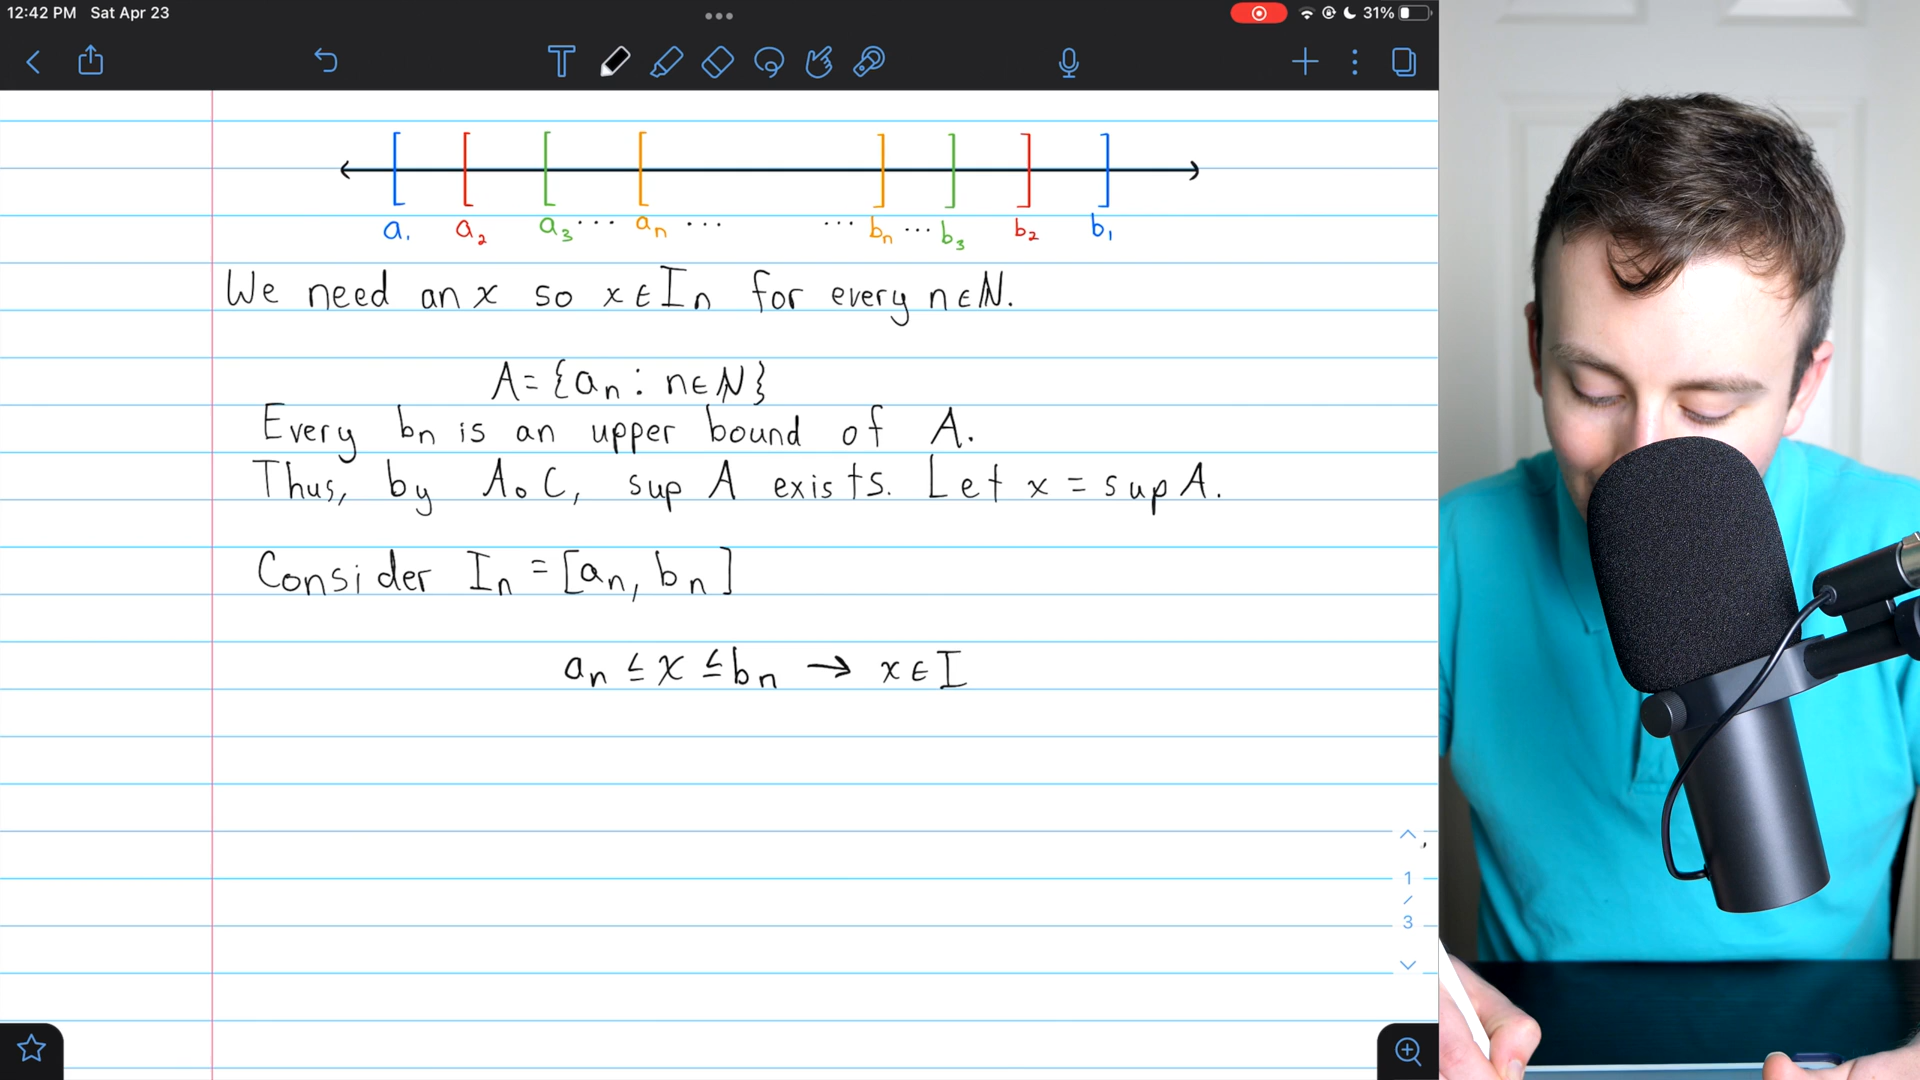 12:42 PM Sat Apr 23
31%
T
a₁ a₂ a₃ ··· aₙ ··· ··· bₙ ··· b₃ b₂ b₁
We need an x so x ∈ Iₙ for every n ∈ ℕ.
A = {aₙ : n ∈ ℕ}
Every bₙ is an upper bound of A.
Thus, by AoC, sup A exists. Let x = sup A.
Consider Iₙ = [aₙ, bₙ]
aₙ ≤ x ≤ bₙ → x ∈ I
1
/
3